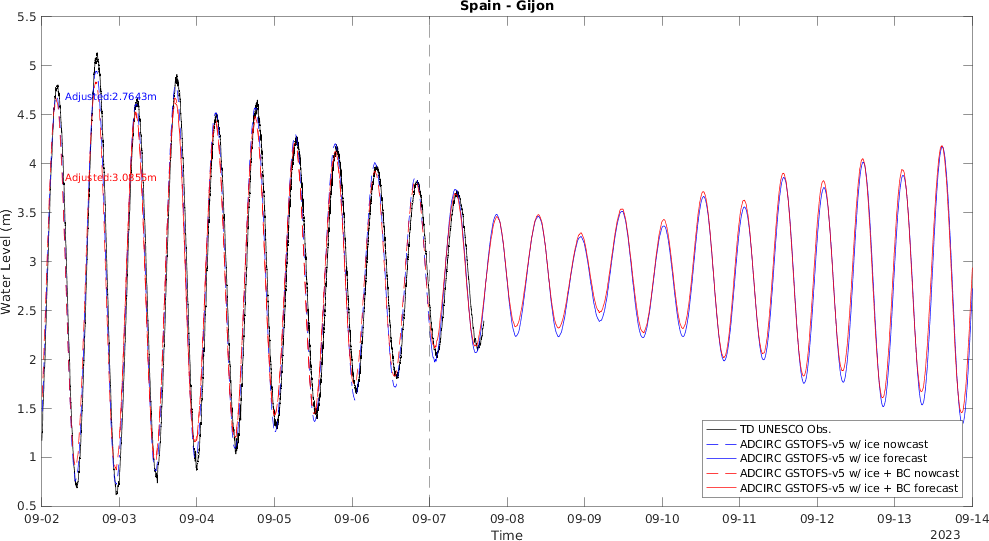 Spain - Gijon
5.5
5
4.5
4
3.5
3
2.5
2
1.5
1
0.5
Water Level (m)
Adjusted:2.7643m
Adjusted:3.0855m
TD UNESCO Obs.
ADCIRC GSTOFS-v5 w/ ice nowcast
ADCIRC GSTOFS-v5 w/ ice forecast
ADCIRC GSTOFS-v5 w/ ice + BC nowcast
ADCIRC GSTOFS-v5 w/ ice + BC forecast
09-02 09-03 09-04 09-05 09-06 09-07 09-08 09-09 09-10 09-11 09-12 09-13 09-14
Time
2023